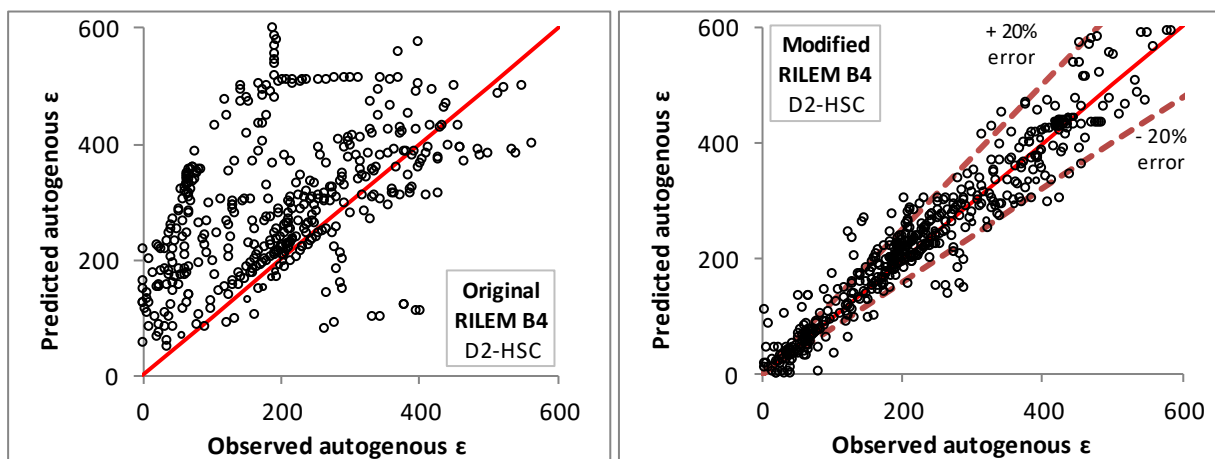 Predicted autogenous ε
600
400
200
0
0
200
400
600
Observed autogenous ε
Original
RILEM B4
D2-HSC
Predicted autogenous ε
600
400
200
0
0
200
400
600
Observed autogenous ε
Modified
RILEM B4
D2-HSC
+ 20%
error
- 20%
error